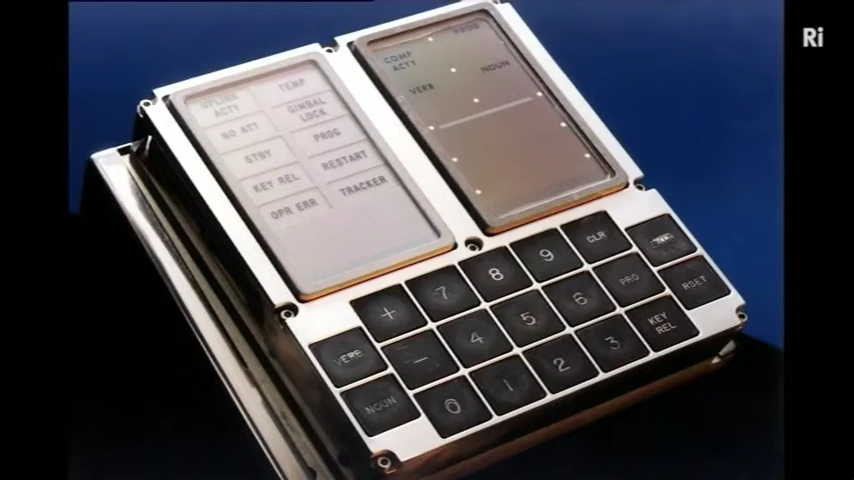 Ri
UPLINK
ACTY
TEMP
NO ATT
GIMBAL
LOCK
STBY
PROG
KEY REL
RESTART
OPR ERR
TRACKER
COMP
ACTY
PROG
VERB
NOUN
VERB
NOUN
+
−
0
7
4
1
8
5
2
9
6
3
CLR
PRO
KEY
REL
RSET